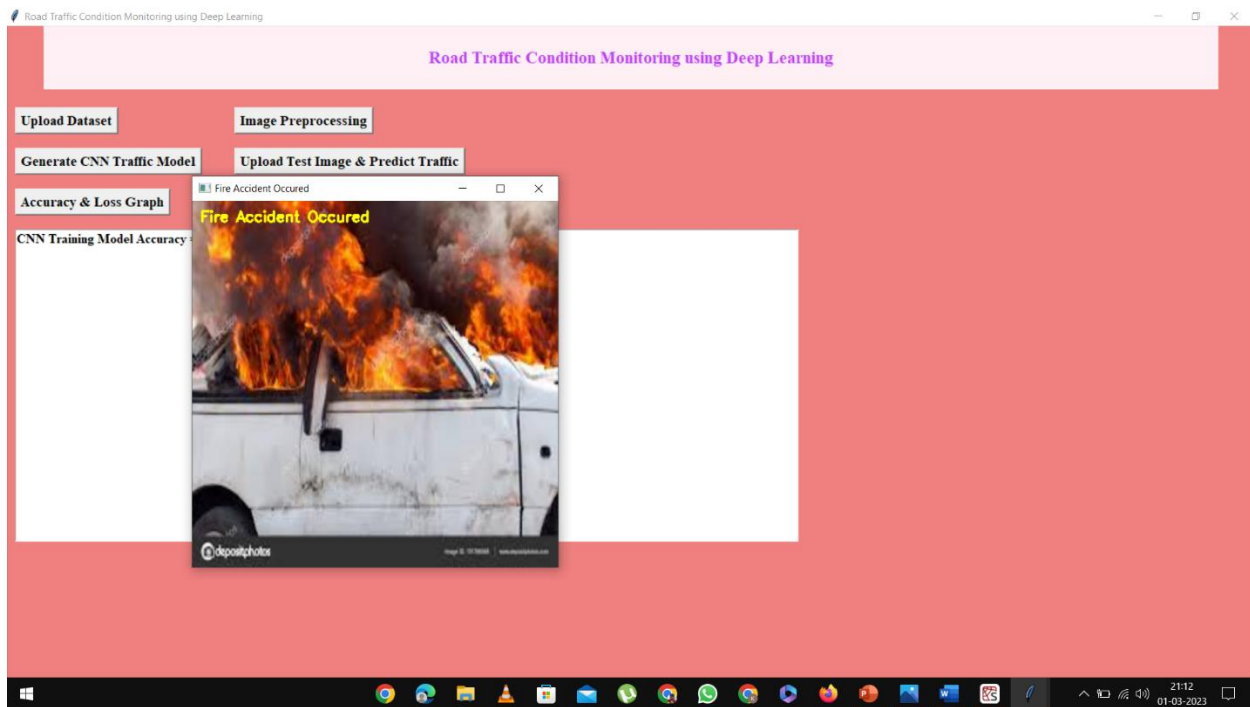 Road Traffic Condition Monitoring using Deep Learning
Road Traffic Condition Monitoring using Deep Learning
Upload Dataset
Image Preprocessing
Generate CNN Traffic Model
Upload Test Image & Predict Traffic
Accuracy & Loss Graph
Fire Accident Occured
Fire Accident Occured
CNN Training Model Accuracy
depositphotos
21:12
01-03-2023